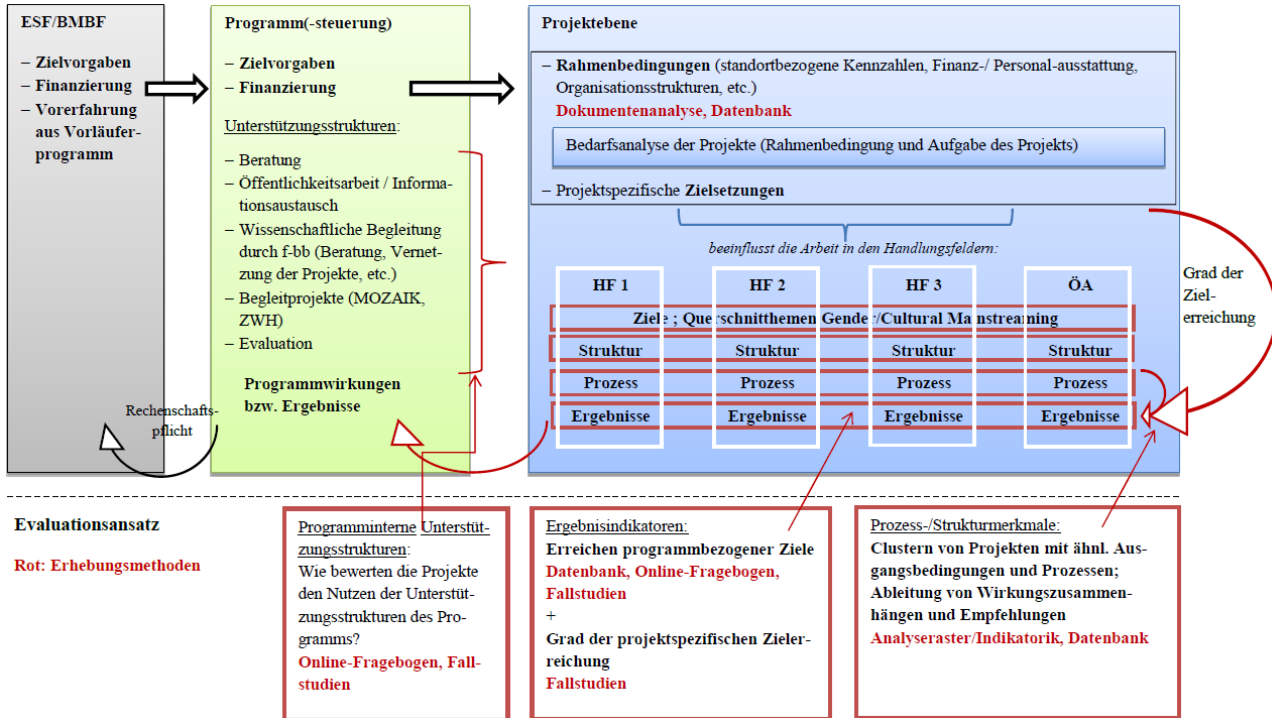 ESF/BMBF
– Zielvorgaben
– Finanzierung
– Vorerfahrung
aus Vorläufer-
programm
Rechenschafts-
pflicht
Programm(-steuerung)
– Zielvorgaben
– Finanzierung
Unterstützungsstrukturen:
– Beratung
– Öffentlichkeitsarbeit / Informa-
tionsaustausch
– Wissenschaftliche Begleitung
durch f-bb (Beratung, Vernet-
zung der Projekte, etc.)
– Begleitprojekte (MOZAIK,
ZWH)
– Evaluation
Programmwirkungen
bzw. Ergebnisse
Projektebene
– Rahmenbedingungen (standortbezogene Kennzahlen, Finanz-/ Personal-ausstattung,
Organisationsstrukturen, etc.)
Dokumentenanalyse, Datenbank
Bedarfsanalyse der Projekte (Rahmenbedingung und Aufgabe des Projekts)
– Projektspezifische Zielsetzungen
beeinflusst die Arbeit in den Handlungsfeldern:
HF 1 HF 2 HF 3 ÖA
Ziele ; Querschnitthemen Gender/Cultural Mainstreaming
Struktur Struktur Struktur Struktur
Prozess Prozess Prozess Prozess
Ergebnisse Ergebnisse Ergebnisse Ergebnisse
Grad der
Ziel-
erreichung
Evaluationsansatz
Rot: Erhebungsmethoden
Programminterne Unterstüt-
zungsstrukturen:
Wie bewerten die Projekte
den Nutzen der Unterstüt-
zungsstrukturen des Pro-
gramms?
Online-Fragebogen, Fall-
studien
Ergebnisindikatoren:
Erreichen programmbezogener Ziele
Datenbank, Online-Fragebogen,
Fallstudien
+
Grad der projektspezifischen Zieler-
reichung
Fallstudien
Prozess-/Strukturmerkmale:
Clustern von Projekten mit ähnl. Aus-
gangsbedingungen und Prozessen;
Ableitung von Wirkungszusammen-
hängen und Empfehlungen
Analyseraster/Indikatorik, Datenbank